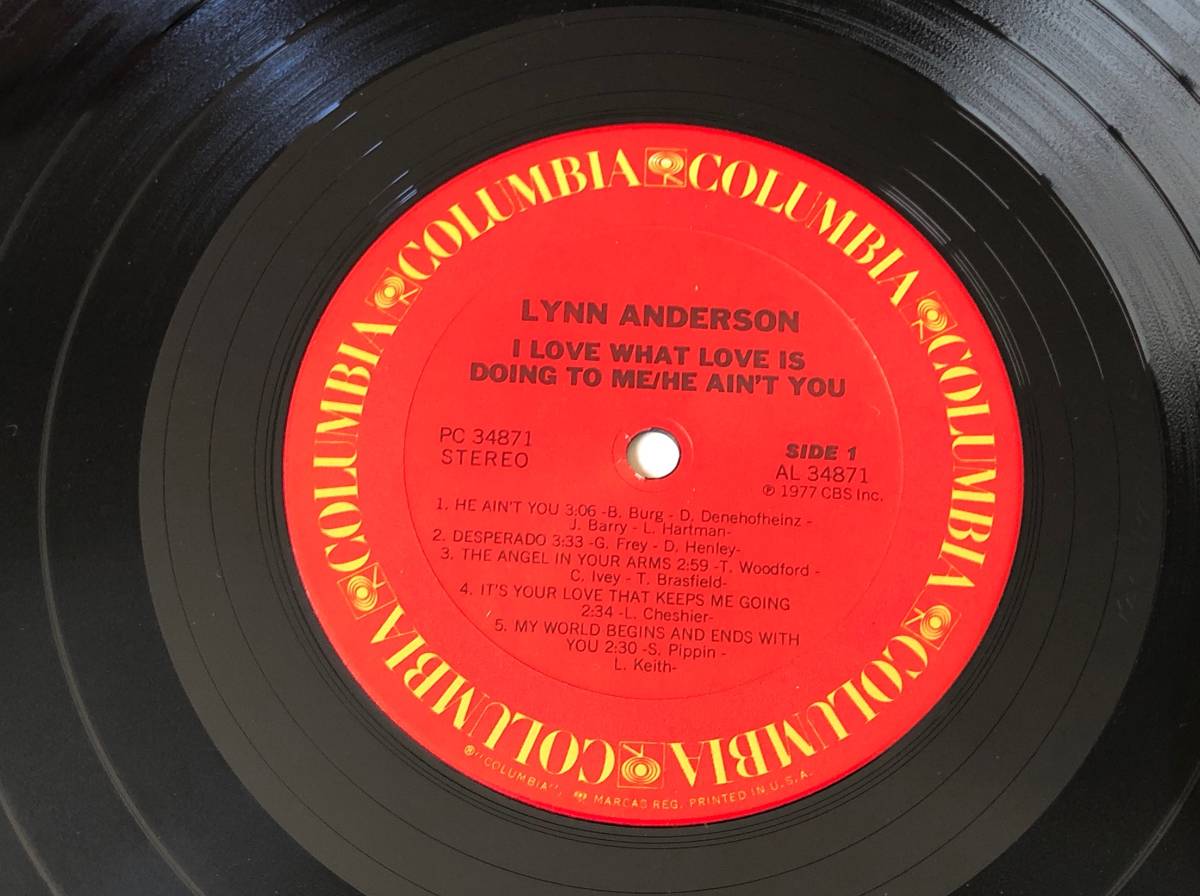 COLUMBIA COLUMBIA COLUMBIA COLUMBIA COLUMBIA COLUMBIA COLUMBIA
LYNN ANDERSON
I LOVE WHAT LOVE IS
DOING TO ME/HE AIN'T YOU
PC 34871
STEREO
SIDE 1
AL 34871
℗ 1977 CBS Inc.
1. HE AIN'T YOU 3:06 -B. Burg - D. Denehofheinz -
J. Barry - L. Hartman-
2. DESPERADO 3:33 -G. Frey - D. Henley-
3. THE ANGEL IN YOUR ARMS 2:59 -T. Woodford -
C. Ivey - T. Brasfield-
4. IT'S YOUR LOVE THAT KEEPS ME GOING
2:34 -L. Cheshier-
5. MY WORLD BEGINS AND ENDS WITH
YOU 2:30 -S. Pippin -
L. Keith-
® "COLUMBIA", MARCAS REG. PRINTED IN U.S.A.